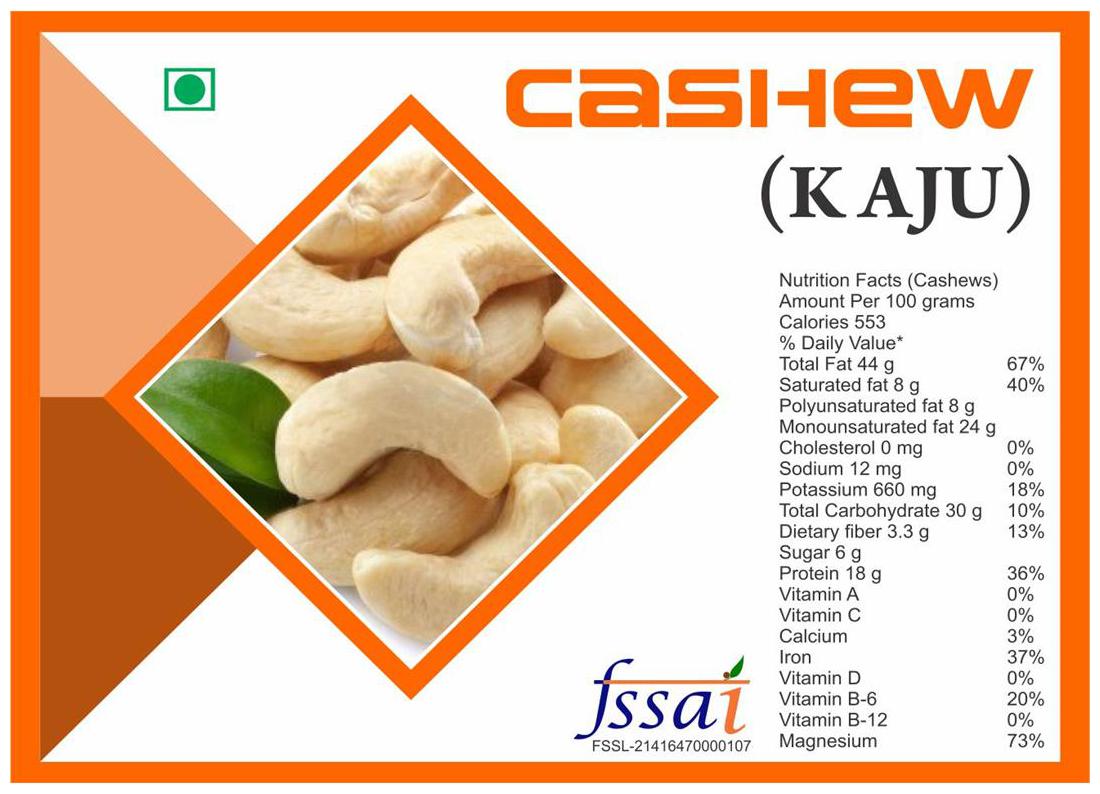 CASHEW
(KAJU)
Nutrition Facts (Cashews)
Amount Per 100 grams
Calories 553
% Daily Value*
Total Fat 44 g 67%
Saturated fat 8 g 40%
Polyunsaturated fat 8 g
Monounsaturated fat 24 g
Cholesterol 0 mg 0%
Sodium 12 mg 0%
Potassium 660 mg 18%
Total Carbohydrate 30 g 10%
Dietary fiber 3.3 g 13%
Sugar 6 g
Protein 18 g 36%
Vitamin A 0%
Vitamin C 0%
Calcium 3%
Iron 37%
Vitamin D 0%
Vitamin B-6 20%
Vitamin B-12 0%
Magnesium 73%
fssai
FSSL-21416470000107